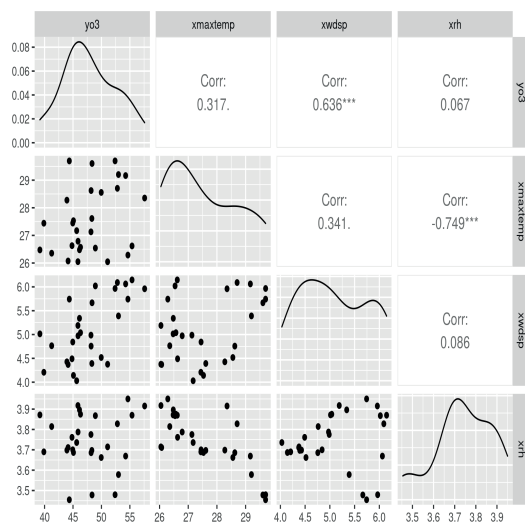 yo3 xmaxtemp xwdsp xrh
0.08
0.06
0.04
0.02
0.00
Corr:
0.317.
Corr:
0.636***
Corr:
0.067
yo3
29
28
27
26
Corr:
0.341.
Corr:
-0.749***
xmaxtemp
6.0
5.5
5.0
4.5
4.0
Corr:
0.086
xwdsp
3.9
3.8
3.7
3.6
3.5
xrh
40 45 50 55 26 27 28 29 4.0 4.5 5.0 5.5 6.0 3.5 3.6 3.7 3.8 3.9